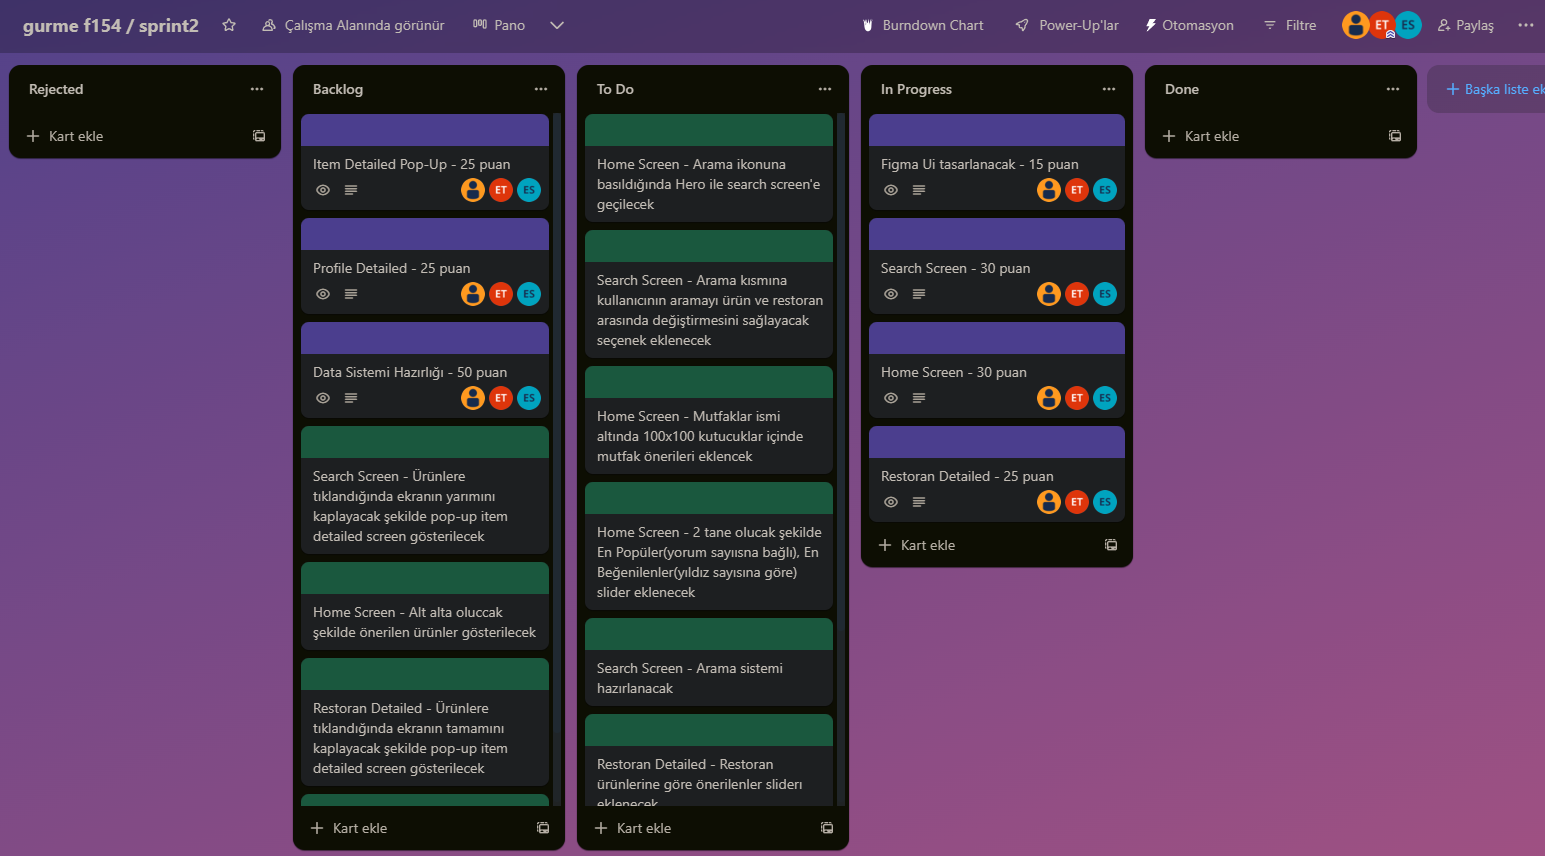 gurme f154 / sprint2
Çalışma Alanında görünür
Pano
Burndown Chart
Power-Up'lar
Otomasyon
Filtre
ET
ES
Paylaş
Rejected
Kart ekle
Backlog
Item Detailed Pop-Up - 25 puan
ET
ES
Profile Detailed - 25 puan
ET
ES
Data Sistemi Hazırlığı - 50 puan
ET
ES
Search Screen - Ürünlere
tıklandığında ekranın yarımını
kaplayacak şekilde pop-up item
detailed screen gösterilecek
Home Screen - Alt alta oluccak
şekilde önerilen ürünler gösterilecek
Restoran Detailed - Ürünlere
tıklandığında ekranın tamamını
kaplayacak şekilde pop-up item
detailed screen gösterilecek
Kart ekle
To Do
Home Screen - Arama ikonuna
basıldığında Hero ile search screen'e
geçilecek
Search Screen - Arama kısmına
kullanıcının aramayı ürün ve restoran
arasında değiştirmesini sağlayacak
seçenek eklenecek
Home Screen - Mutfaklar ismi
altında 100x100 kutucuklar içinde
mutfak önerileri eklencek
Home Screen - 2 tane olucak şekilde
En Popüler(yorum sayıısna bağlı), En
Beğenilenler(yıldız sayısına göre)
slider eklenecek
Search Screen - Arama sistemi
hazırlanacak
Restoran Detailed - Restoran
ürünlerine göre önerilenler sliderı
eklenecek
Kart ekle
In Progress
Figma Ui tasarlanacak - 15 puan
ET
ES
Search Screen - 30 puan
ET
ES
Home Screen - 30 puan
ET
ES
Restoran Detailed - 25 puan
ET
ES
Kart ekle
Done
Kart ekle
Başka liste ek